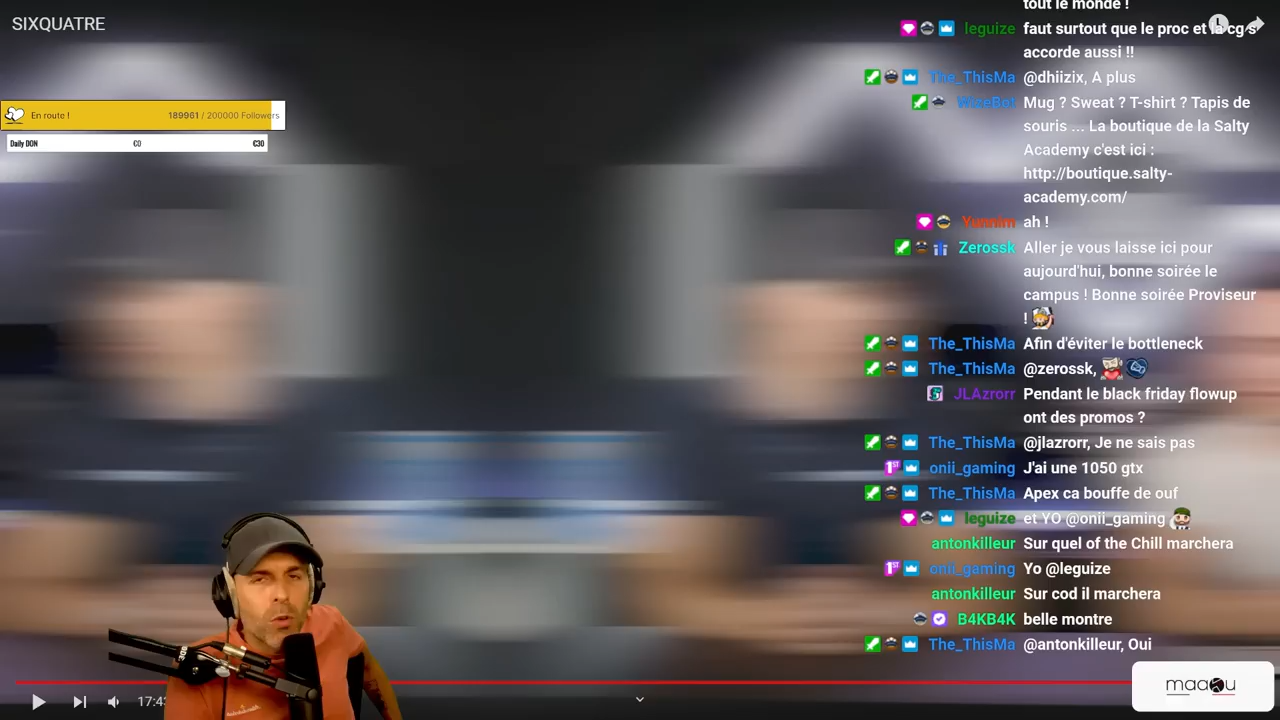 SIXQUATRE
En route !
189961 / 200000 Followers
Daily DON
€0
€30
tout le monde !
leguize faut surtout que le proc et la cg s'
accorde aussi !!
The_ThisMa @dhiizix, A plus
WizeBot Mug ? Sweat ? T-shirt ? Tapis de
souris ... La boutique de la Salty
Academy c'est ici :
http://boutique.salty-
academy.com/
Yunnim ah !
Zerossk Aller je vous laisse ici pour
aujourd'hui, bonne soirée le
campus ! Bonne soirée Proviseur
!
The_ThisMa Afin d'éviter le bottleneck
The_ThisMa @zerossk,
JLAzrorr Pendant le black friday flowup
ont des promos ?
The_ThisMa @jlazrorr, Je ne sais pas
1ST onii_gaming J'ai une 1050 gtx
The_ThisMa Apex ca bouffe de ouf
leguize et YO @onii_gaming
antonkilleur Sur quel of the Chill marchera
1ST onii_gaming Yo @leguize
antonkilleur Sur cod il marchera
B4KB4K belle montre
The_ThisMa @antonkilleur, Oui
maaKu
17:43